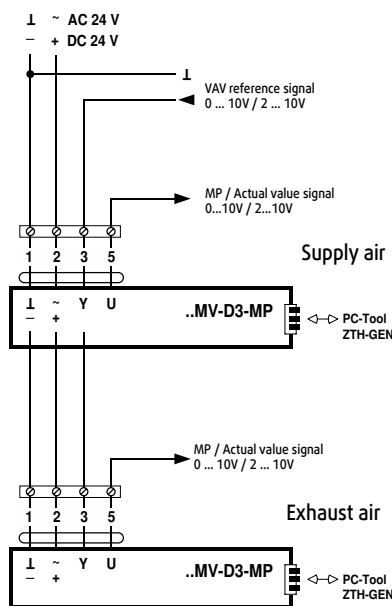 ⊥ ~ AC 24 V
– + DC 24 V
⊥
VAV reference signal
0 ... 10V / 2 ... 10V
MP / Actual value signal
0...10V / 2...10V
1 2 3 5
Supply air
⊥ ~ Y U
– +
..MV-D3-MP
PC-Tool
ZTH-GEN
MP / Actual value signal
0 ... 10V / 2 ... 10V
1 2 3 5
Exhaust air
⊥ ~ Y U
– +
..MV-D3-MP
PC-Tool
ZTH-GEN